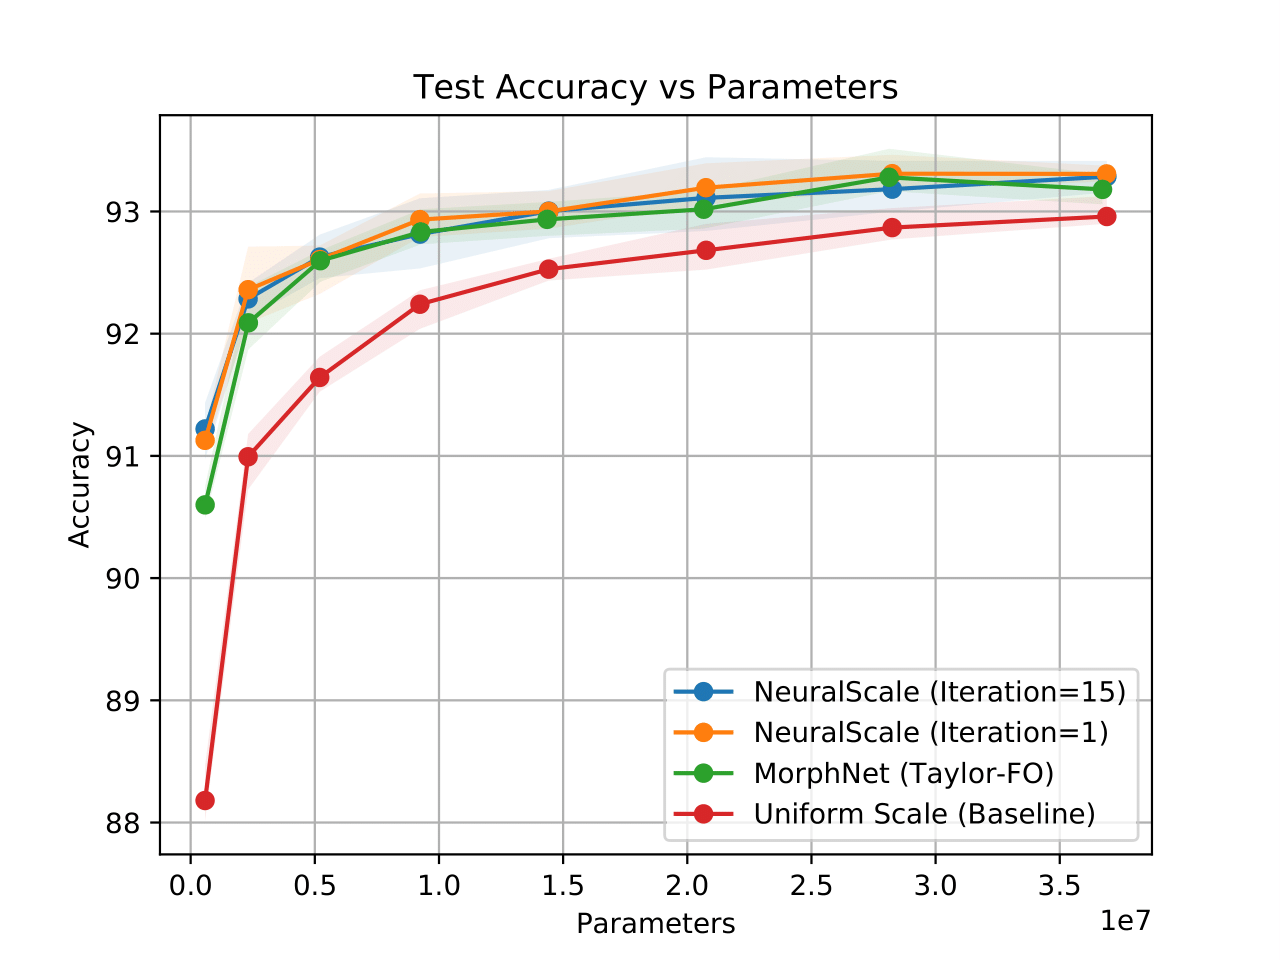 Test Accuracy vs Parameters
Accuracy
93
92
91
90
89
88
NeuralScale (Iteration=15)
NeuralScale (Iteration=1)
MorphNet (Taylor-FO)
Uniform Scale (Baseline)
0.0 0.5 1.0 1.5 2.0 2.5 3.0 3.5
Parameters
1e7